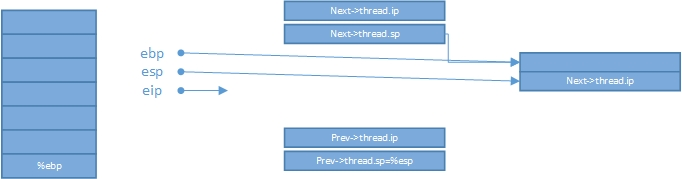 Next->thread.ip
Next->thread.sp
ebp
esp
eip
Next->thread.ip
Prev->thread.ip
Prev->thread.sp=%esp
%ebp